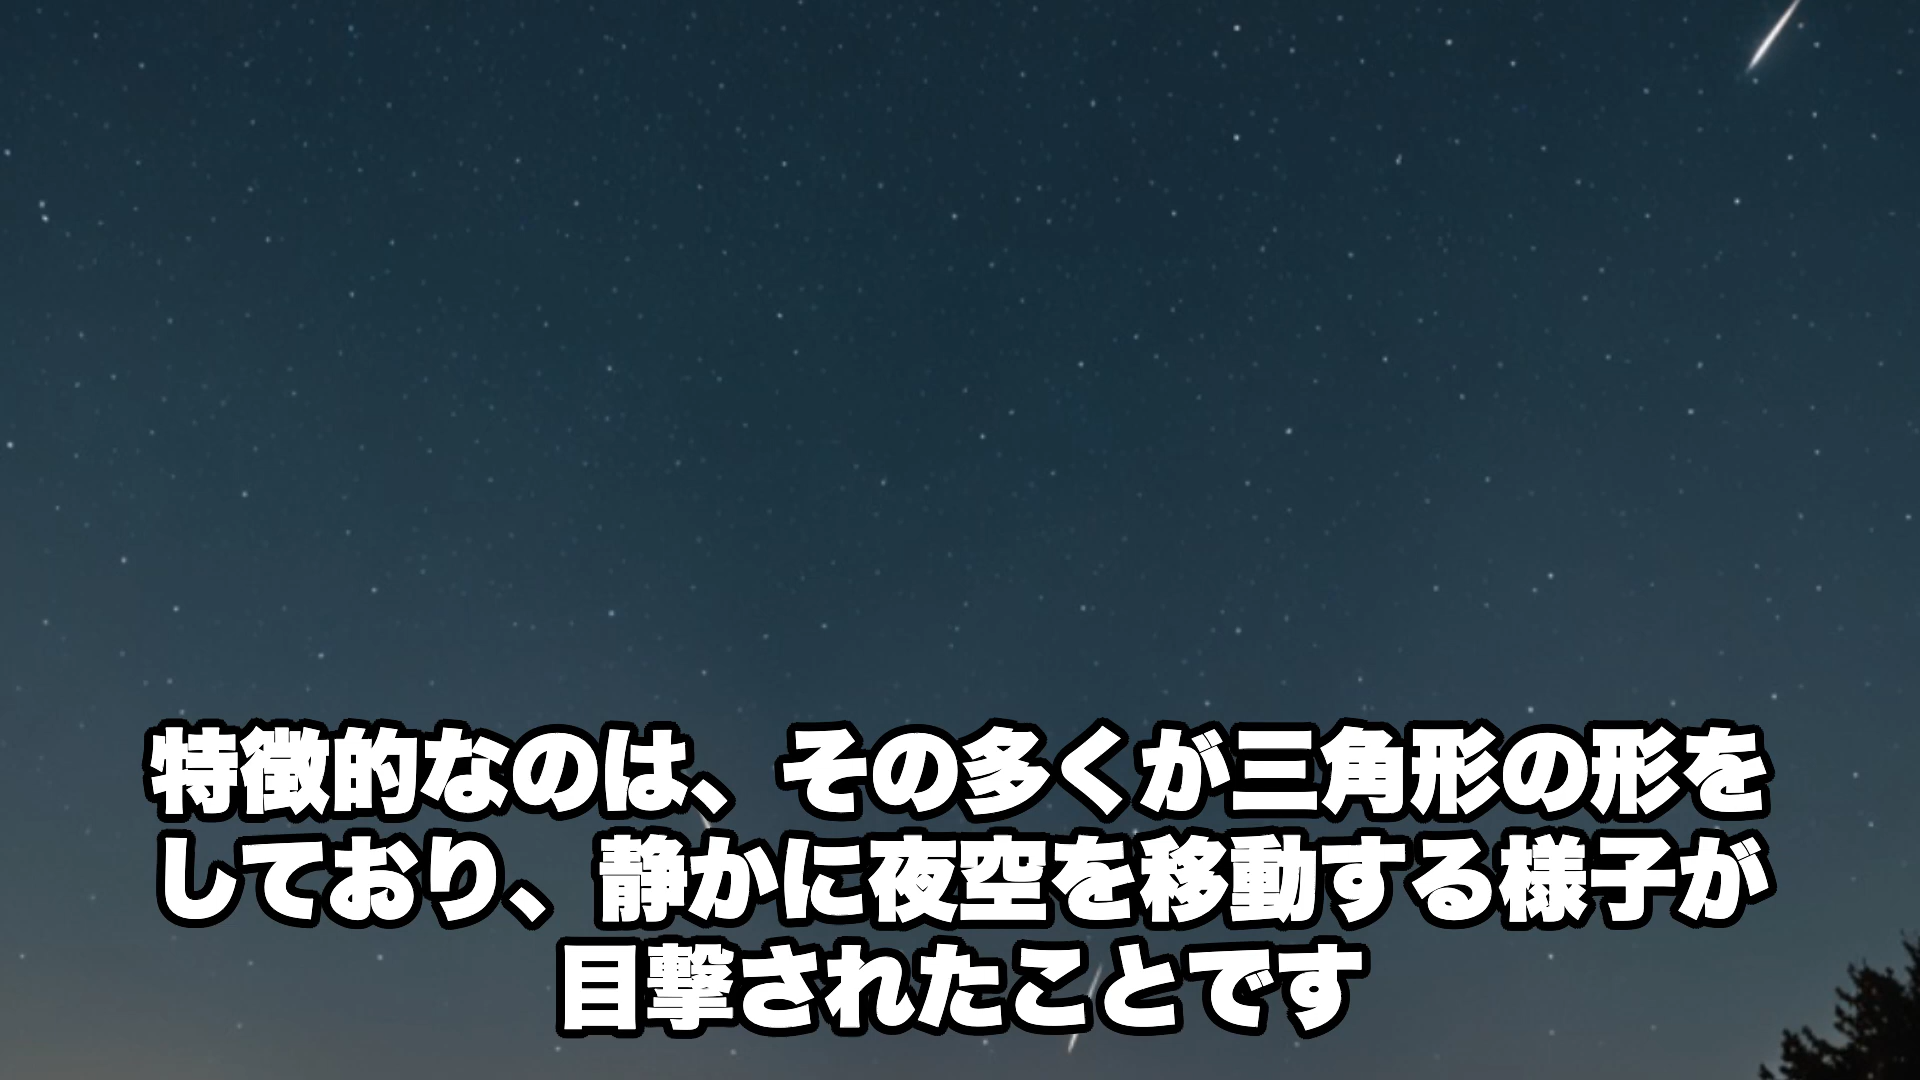 特徴的なのは、その多くが三角形の形を
しており、静かに夜空を移動する様子が
目撃されたことです